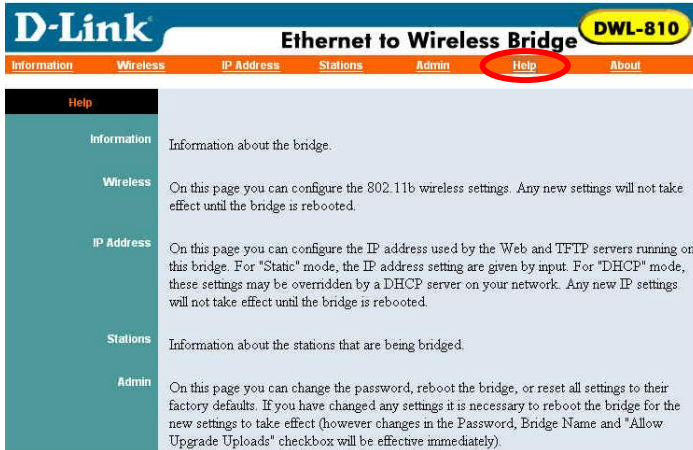 D-Link
Ethernet to Wireless Bridge
DWL-810
Information Wireless IP Address Stations Admin Help About
Help
Information
Information about the bridge.
Wireless
On this page you can configure the 802.11b wireless settings. Any new settings will not take
effect until the bridge is rebooted.
IP Address
On this page you can configure the IP address used by the Web and TFTP servers running on
this bridge. For "Static" mode, the IP address setting are given by input. For "DHCP" mode,
these settings may be overridden by a DHCP server on your network. Any new IP settings
will not take effect until the bridge is rebooted.
Stations
Information about the stations that are being bridged.
Admin
On this page you can change the password, reboot the bridge, or reset all settings to their
factory defaults. If you have changed any settings it is necessary to reboot the bridge for the
new settings to take effect (however changes in the Password, Bridge Name and "Allow
Upgrade Uploads" checkbox will be effective immediately).